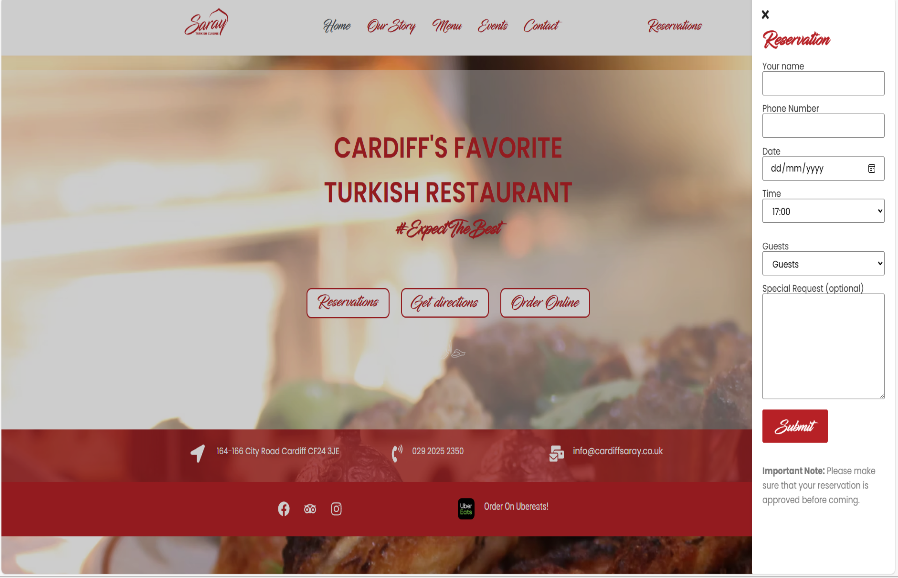 Saray
TURKISH CUISINE
Home Our Story Menu Events Contact Reservations
CARDIFF'S FAVORITE
TURKISH RESTAURANT
#ExpectTheBest
Reservations Get directions Order Online
164-166 City Road Cardiff CF24 3JE 029 2025 2350 info@cardiffsaray.co.uk
Uber
Eats
Order On Ubereats!
x
Reservation
Your name
Phone Number
Date
dd/mm/yyyy
Time
17:00
Guests
Guests
Special Request (optional)
Submit
Important Note: Please make
sure that your reservation is
approved before coming.